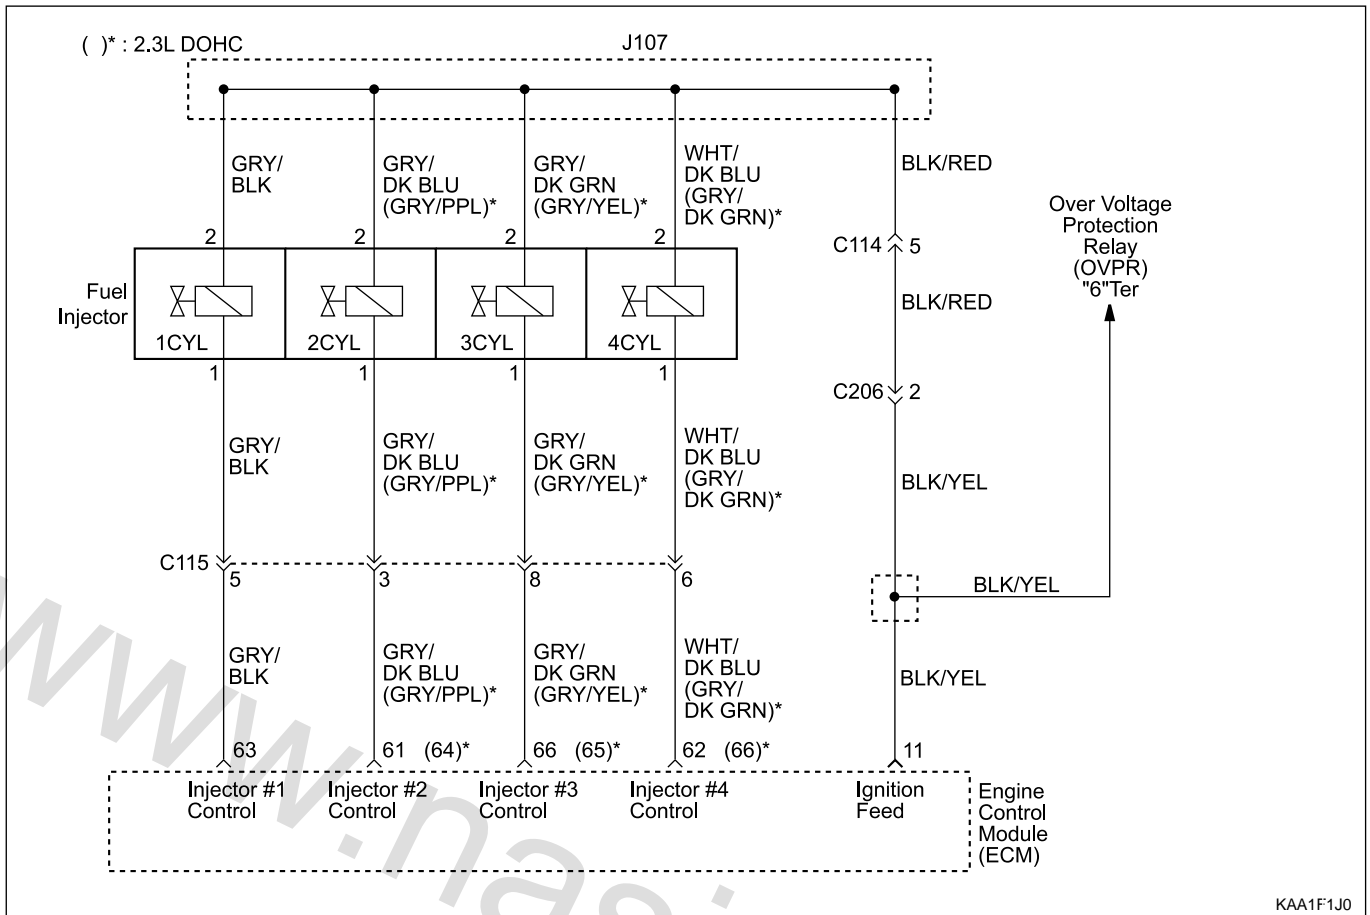 ( )* : 2.3L DOHC
J107
GRY/
BLK
GRY/
DK BLU
(GRY/PPL)*
GRY/
DK GRN
(GRY/YEL)*
WHT/
DK BLU
(GRY/
DK GRN)*
BLK/RED
Over Voltage
Protection
Relay
(OVPR)
"6"Ter
C114 5
2 2 2 2
Fuel
Injector
1CYL 2CYL 3CYL 4CYL
BLK/RED
1 1 1 1
C206 2
GRY/
BLK
GRY/
DK BLU
(GRY/PPL)*
GRY/
DK GRN
(GRY/YEL)*
WHT/
DK BLU
(GRY/
DK GRN)*
BLK/YEL
C115 5 3 8 6
BLK/YEL
GRY/
BLK
GRY/
DK BLU
(GRY/PPL)*
GRY/
DK GRN
(GRY/YEL)*
WHT/
DK BLU
(GRY/
DK GRN)*
BLK/YEL
63 61 (64)* 66 (65)* 62 (66)* 11
Injector #1
Control
Injector #2
Control
Injector #3
Control
Injector #4
Control
Ignition
Feed
Engine
Control
Module
(ECM)
KAA1F1J0